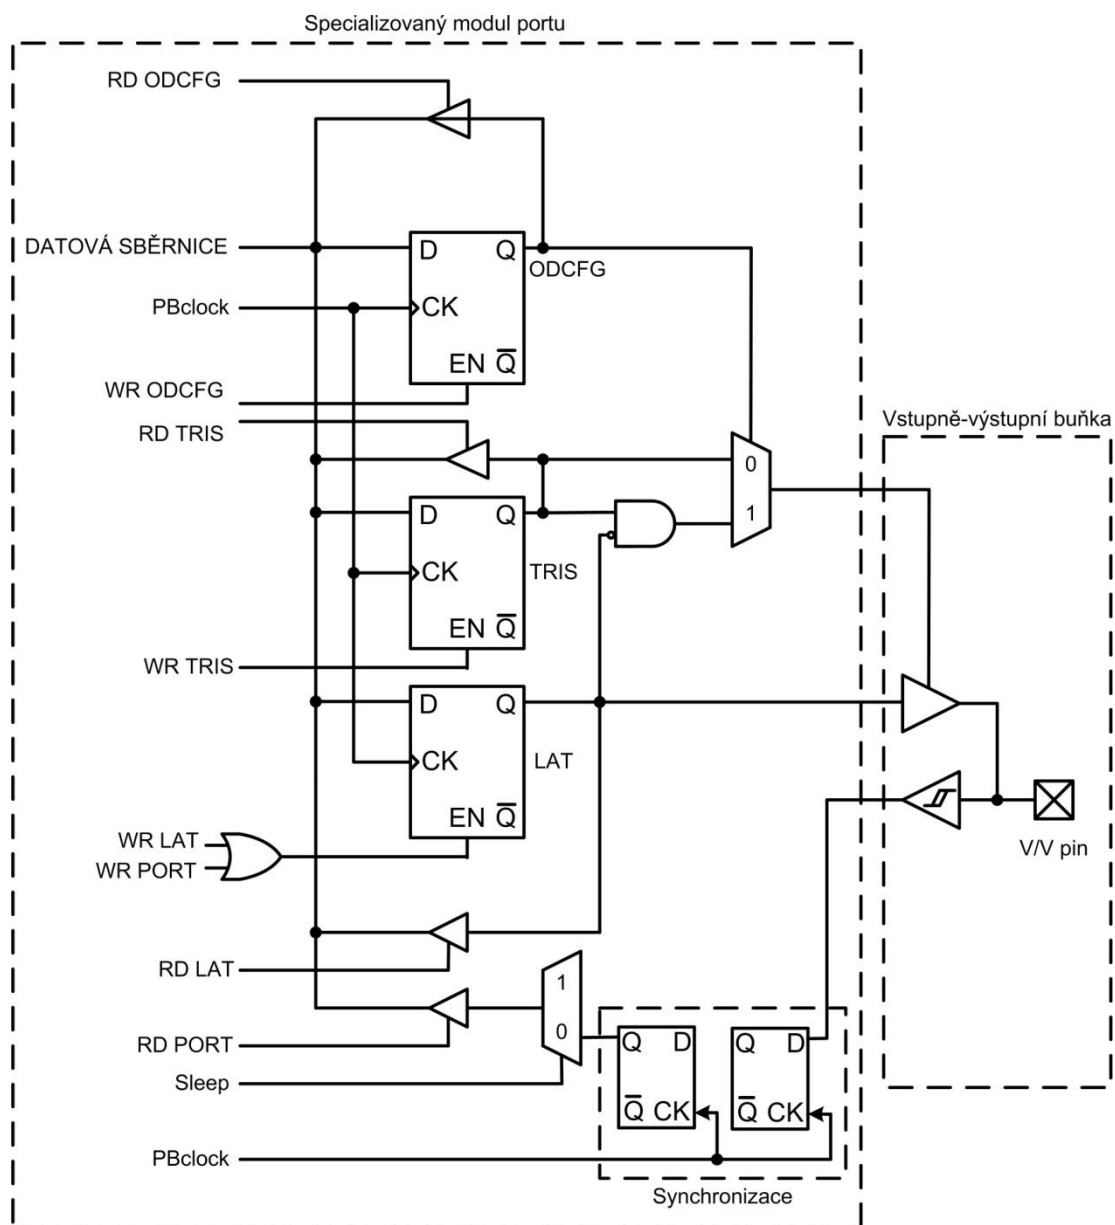 Specializovaný modul portu
RD ODCFG
DATOVÁ SBĚRNICE
D Q
ODCFG
PBclock
CK
EN Q̅
WR ODCFG
RD TRIS
Vstupně-výstupní buňka
0
1
D Q
CK
TRIS
EN Q̅
WR TRIS
D Q
CK
LAT
EN Q̅
WR LAT
WR PORT
V/V pin
RD LAT
1
0
RD PORT
Q D
Q D
Sleep
Q̅ CK
Q̅ CK
PBclock
Synchronizace